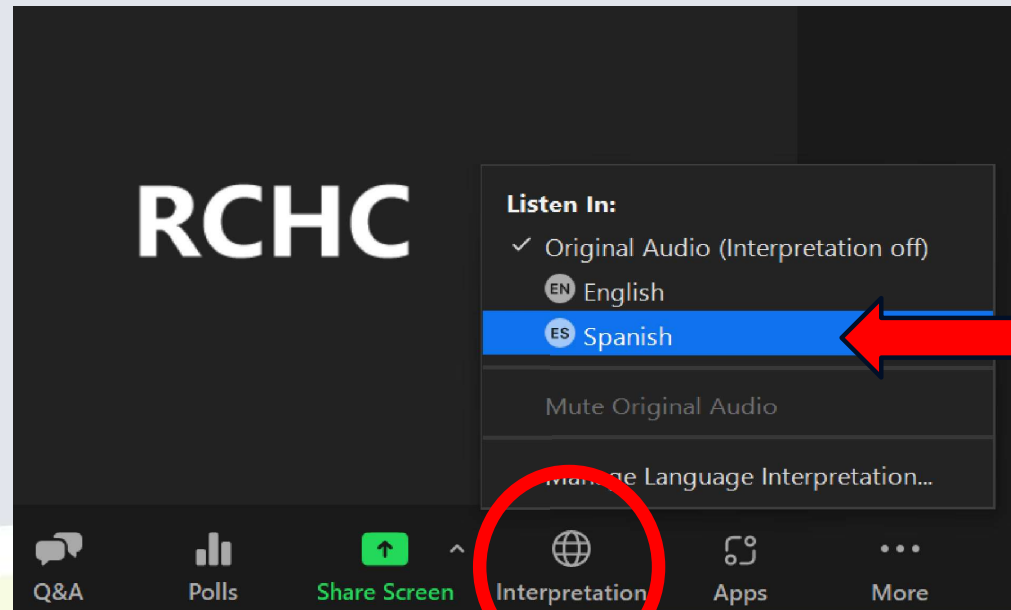 RCHC
Listen In:
Original Audio (Interpretation off)
EN English
ES Spanish
Mute Original Audio
Manage Language Interpretation...
Q&A Polls Share Screen Interpretation Apps More